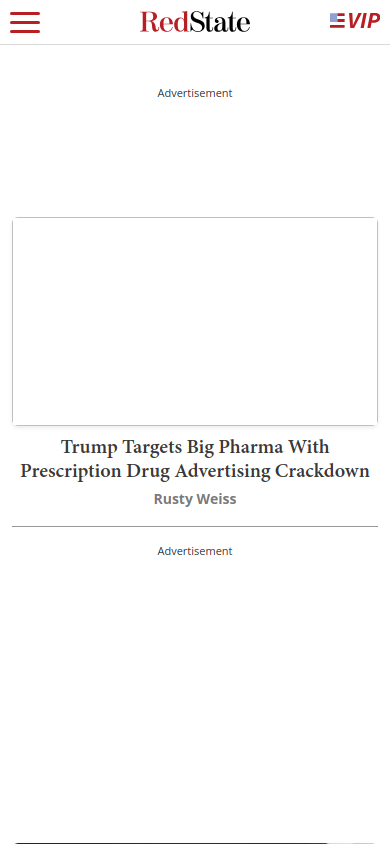 RedState
VIP
Advertisement
Trump Targets Big Pharma With
Prescription Drug Advertising Crackdown
Rusty Weiss
Advertisement